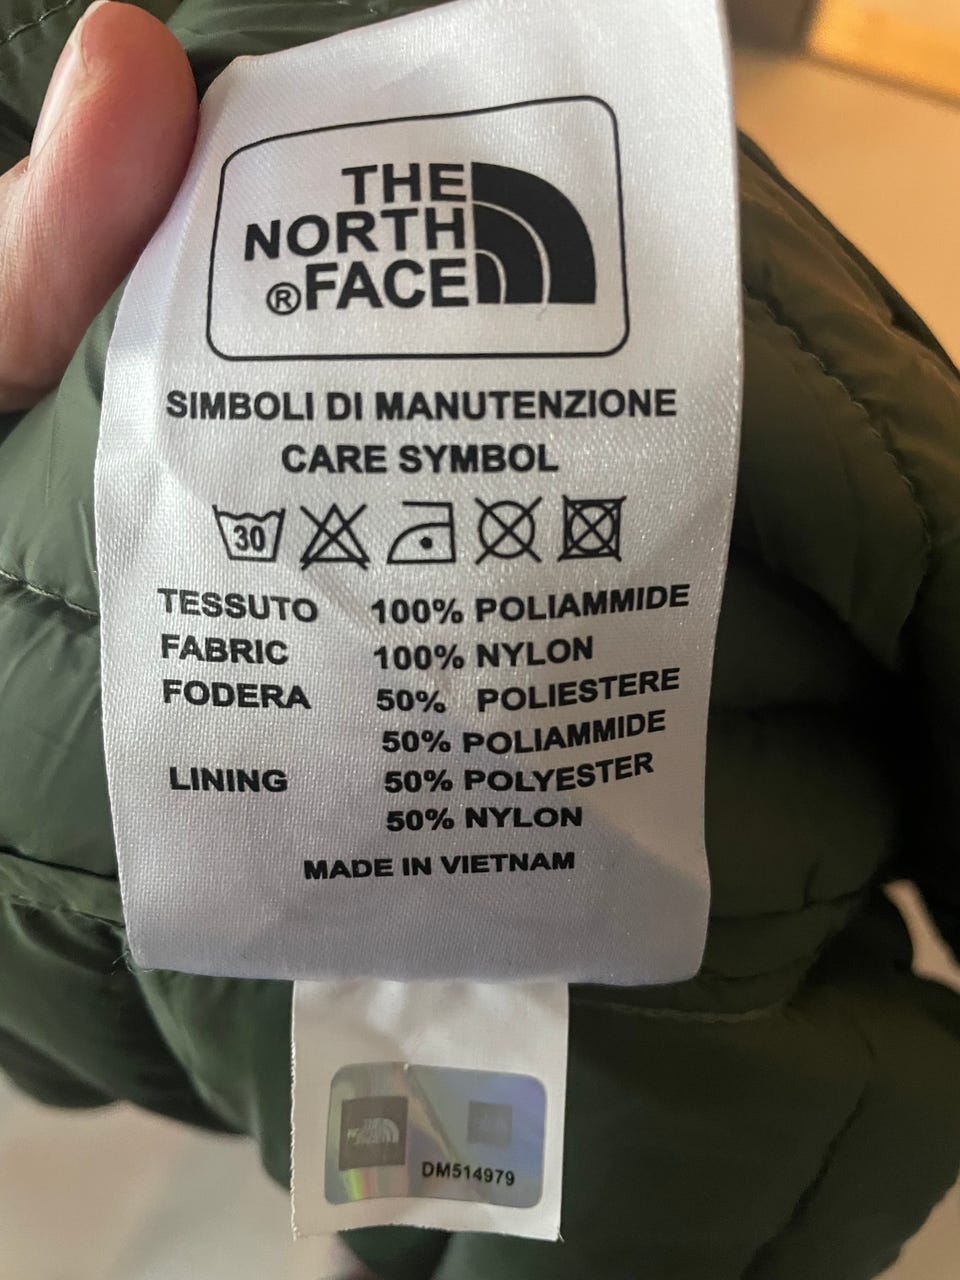 THE
NORTH
®FACE
SIMBOLI DI MANUTENZIONE
CARE SYMBOL
30
TESSUTO 100% POLIAMMIDE
FABRIC 100% NYLON
FODERA 50% POLIESTERE
50% POLIAMMIDE
LINING 50% POLYESTER
50% NYLON
MADE IN VIETNAM
DM514979